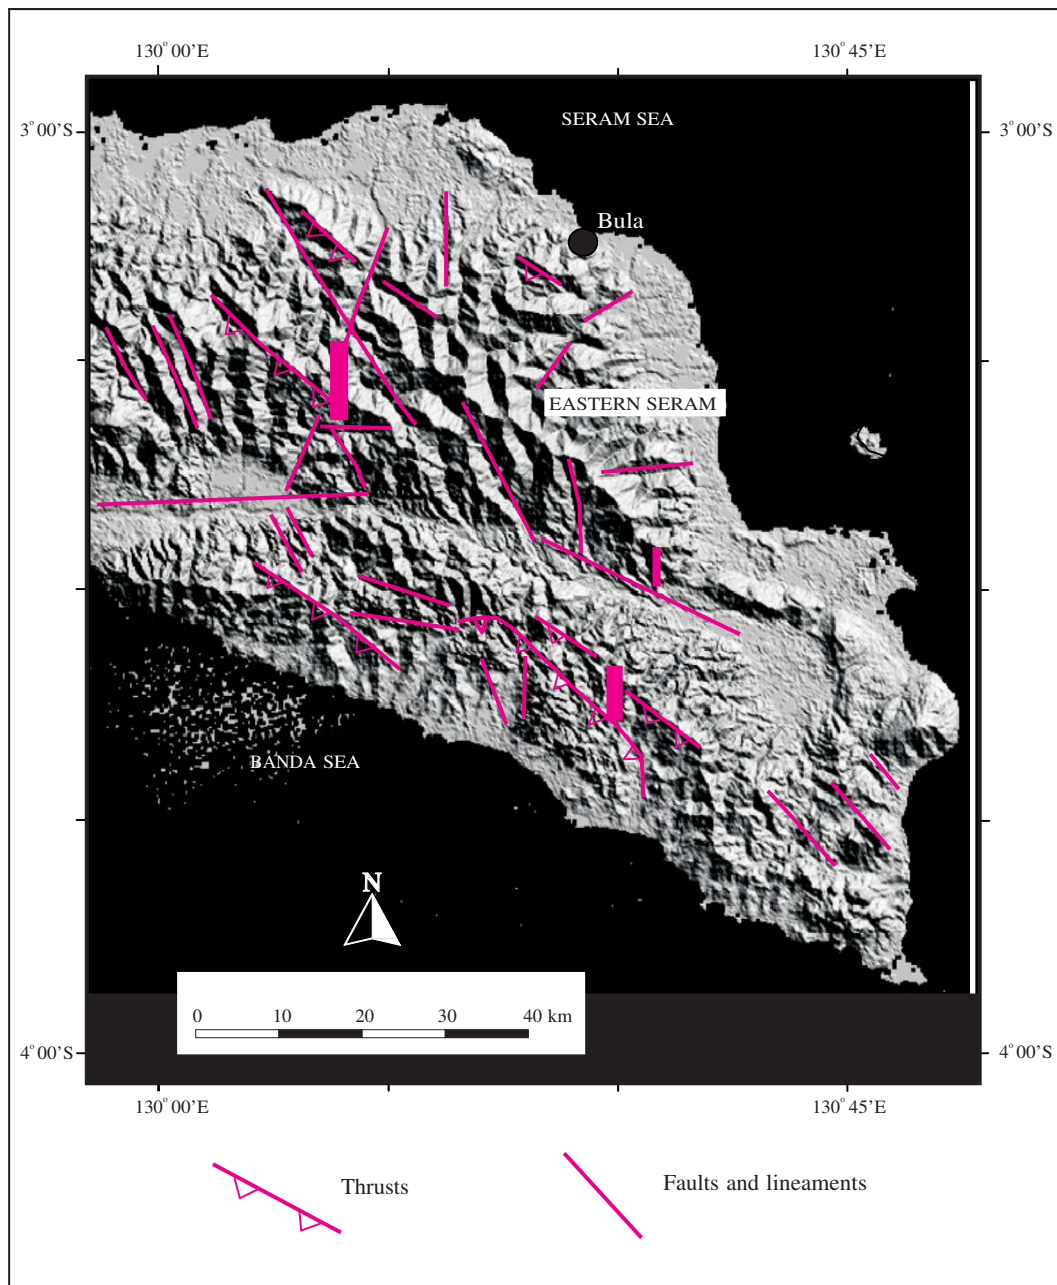 130°00'E
130°45'E
3°00'S
SERAM SEA
3°00'S
Bula
EASTERN SERAM
BANDA SEA
N
0 10 20 30 40 km
4°00'S
4°00'S
130°00'E
130°45'E
Thrusts
Faults and lineaments